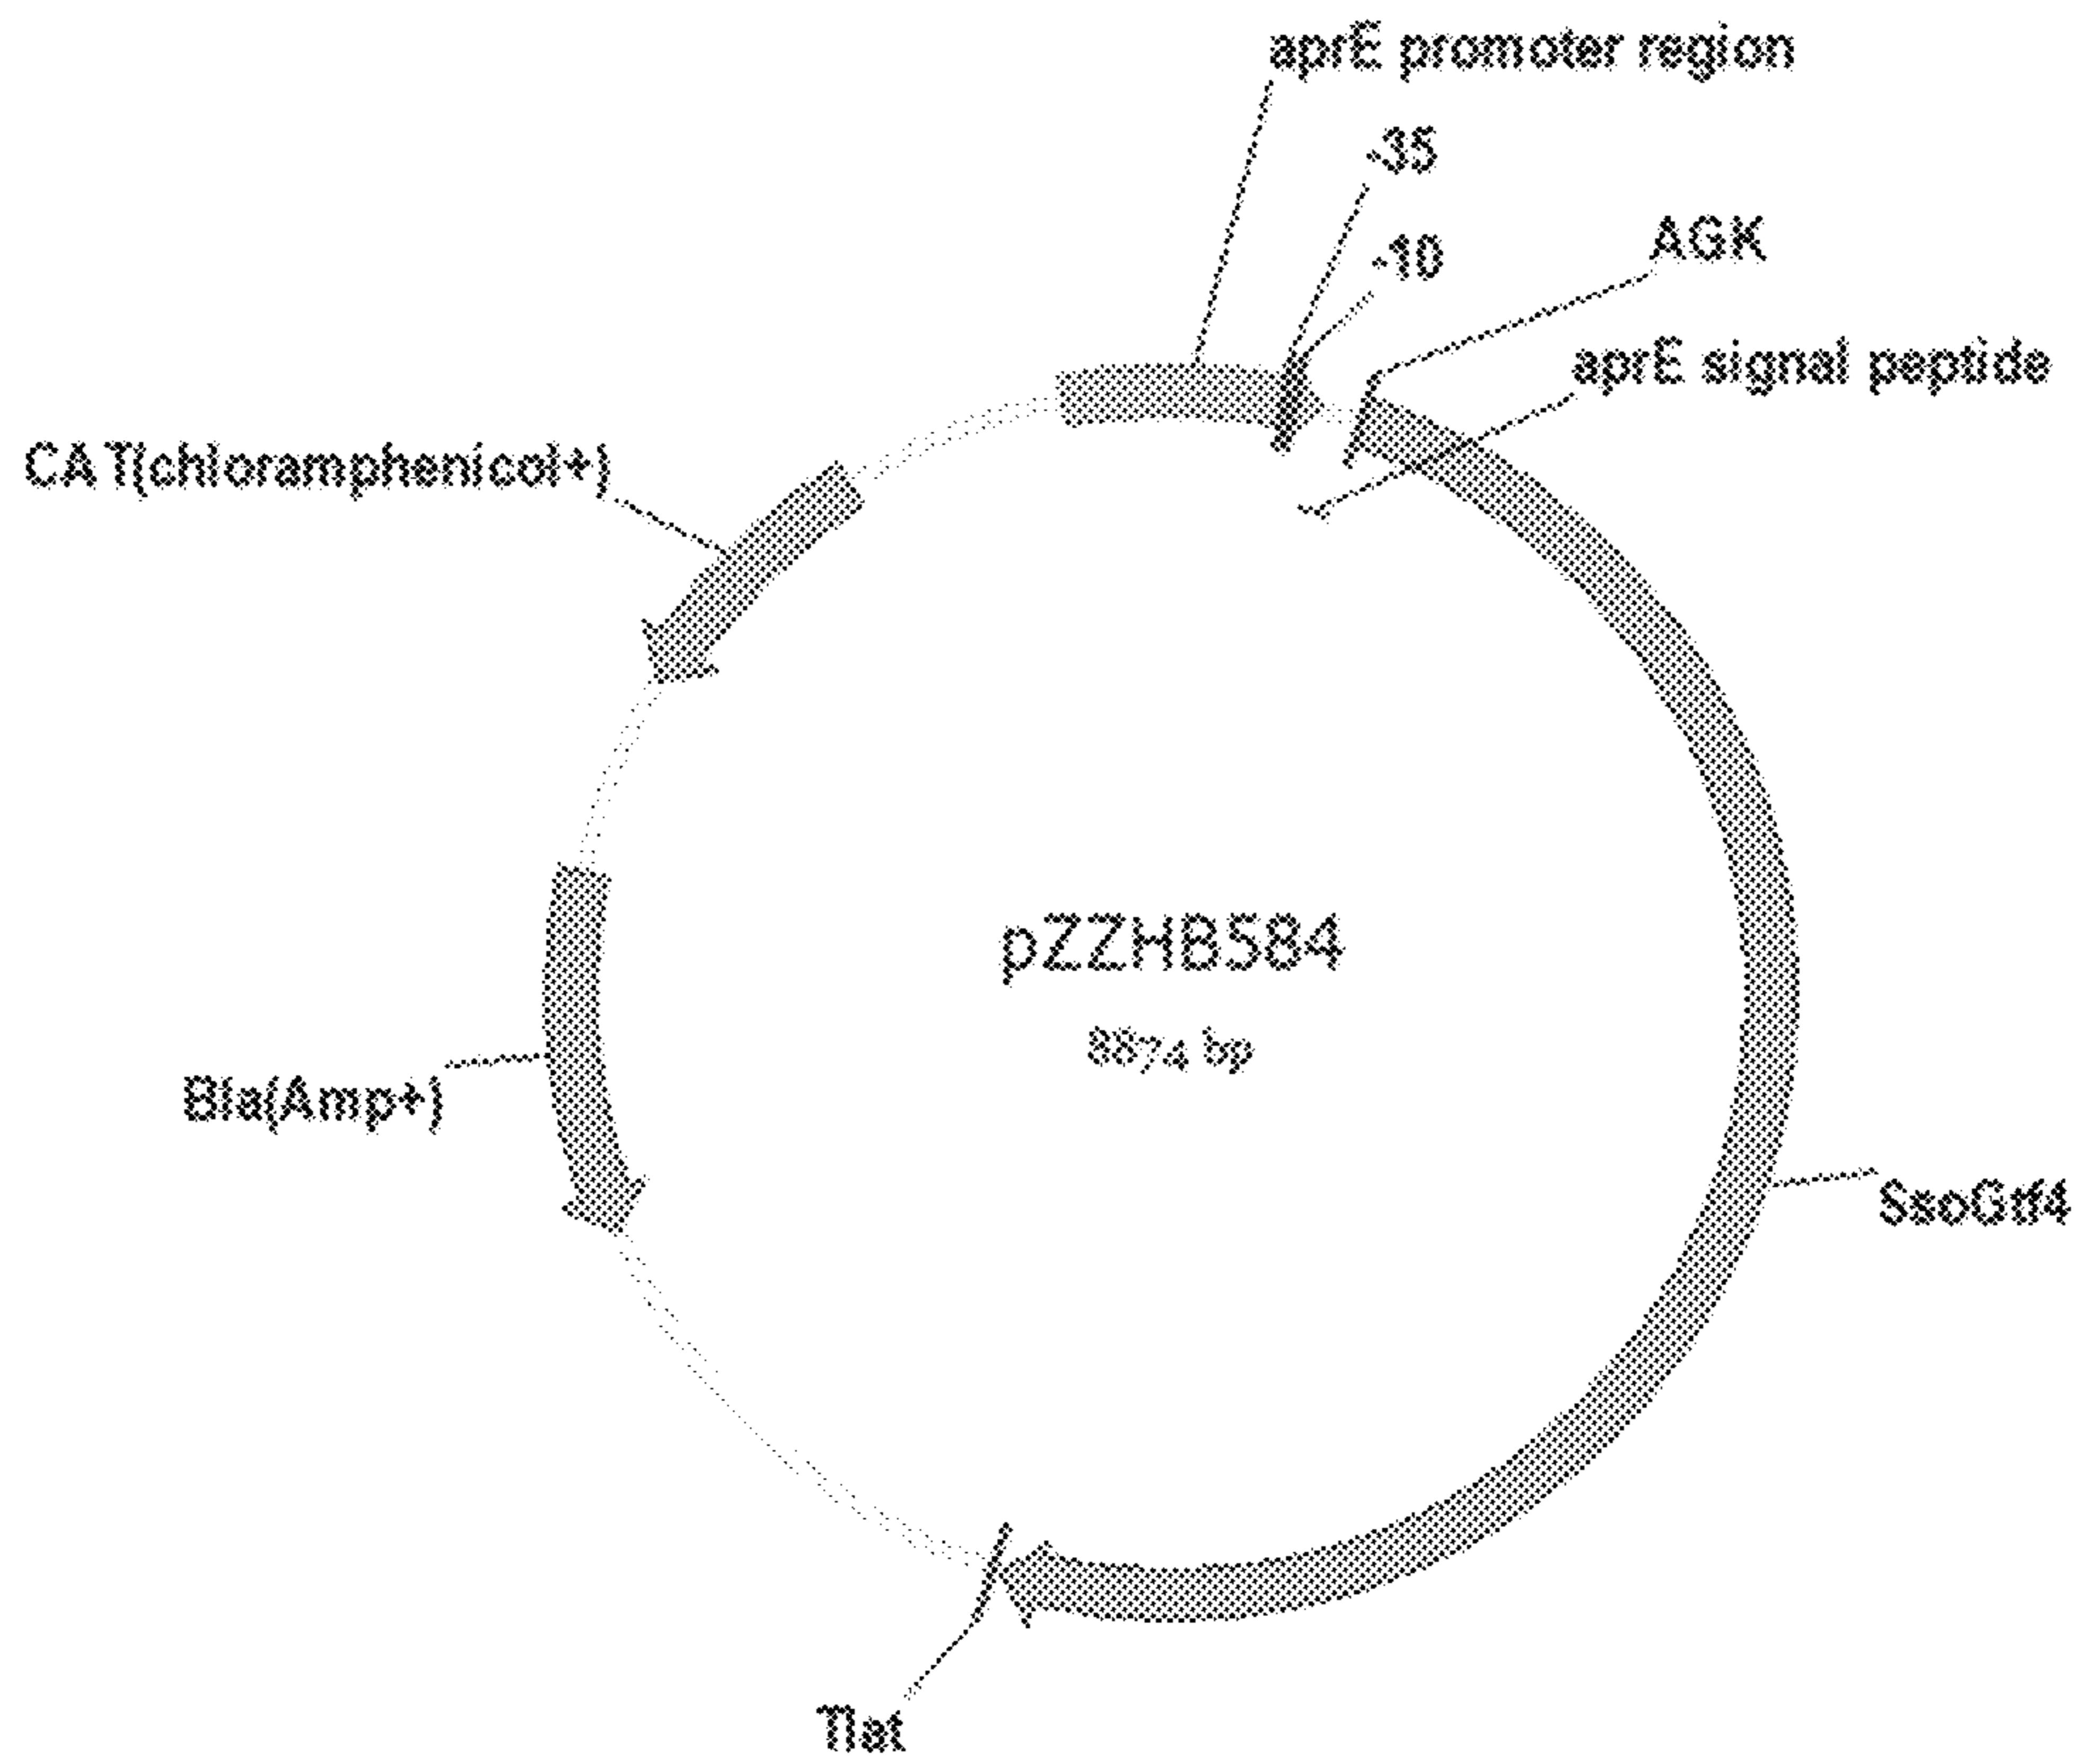 aprE promoter region
-35
-10
AGK
aprE signal peptide
CAT(chloramphenicol+)
pZZHB584
8874 bp
Bla(Amp+)
SsoGtf4
Tlat